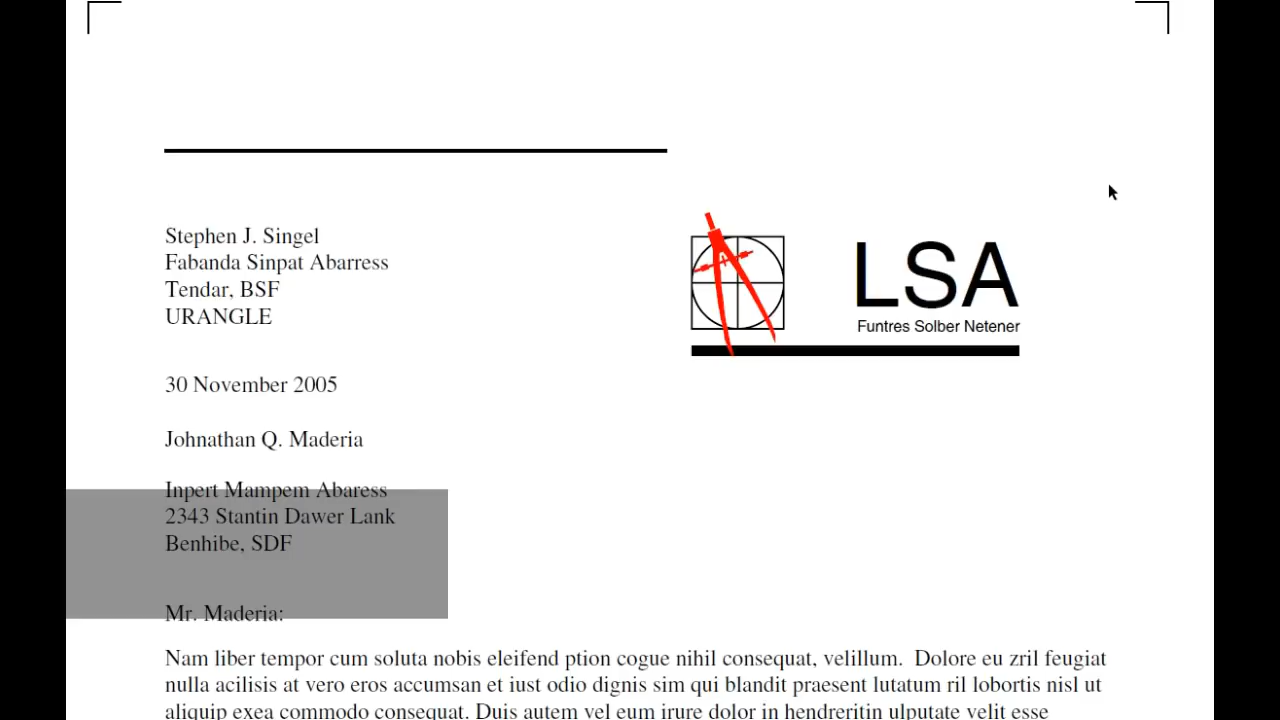 Stephen J. Singel
Fabanda Sinpat Abarress
Tendar, BSF
URANGLE
LSA
Funtres Solber Netener
30 November 2005
Johnathan Q. Maderia
Inpert Mampem Abaress
2343 Stantin Dawer Lank
Benhibe, SDF
Mr. Maderia:
Nam liber tempor cum soluta nobis eleifend ption cogue nihil consequat, velillum.  Dolore eu zril feugiat
nulla acilisis at vero eros accumsan et iust odio dignis sim qui blandit praesent lutatum ril lobortis nisl ut
aliquip exea commodo consequat. Duis autem vel eum irure dolor in hendreritin ulputate velit esse